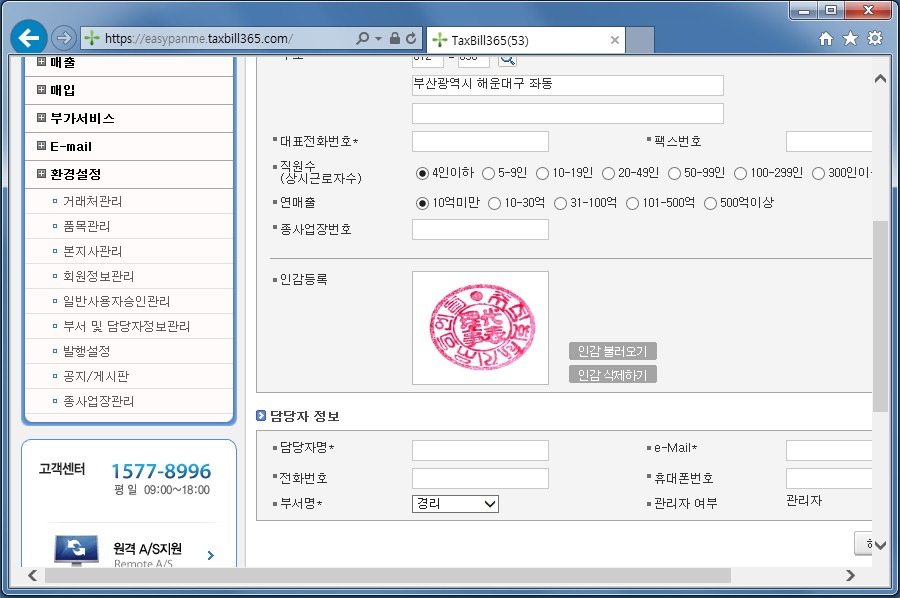 https://easypanme.taxbill365.com/
TaxBill365(53)
매출
매입
부가서비스
E-mail
환경설정
거래처관리
품목관리
본지사관리
회원정보관리
일반사용자승인관리
부서 및 담당자정보관리
발행설정
공지/게시판
종사업장관리
고객센터 1577-8996
평 일 09:00~18:00
원격 A/S지원
Remote A/S
부산광역시 해운대구 좌동
대표전화번호* 팩스번호
직원수
(상시근로자수) 4인이하 5-9인 10-19인 20-49인 50-99인 100-299인 300인이
연매출 10억미만 10-30억 31-100억 101-500억 500억이상
종사업장번호
인감등록
인감 불러오기
인감 삭제하기
담당자 정보
담당자명* e-Mail*
전화번호 휴대폰번호
부서명* 경리 관리자 여부 관리자